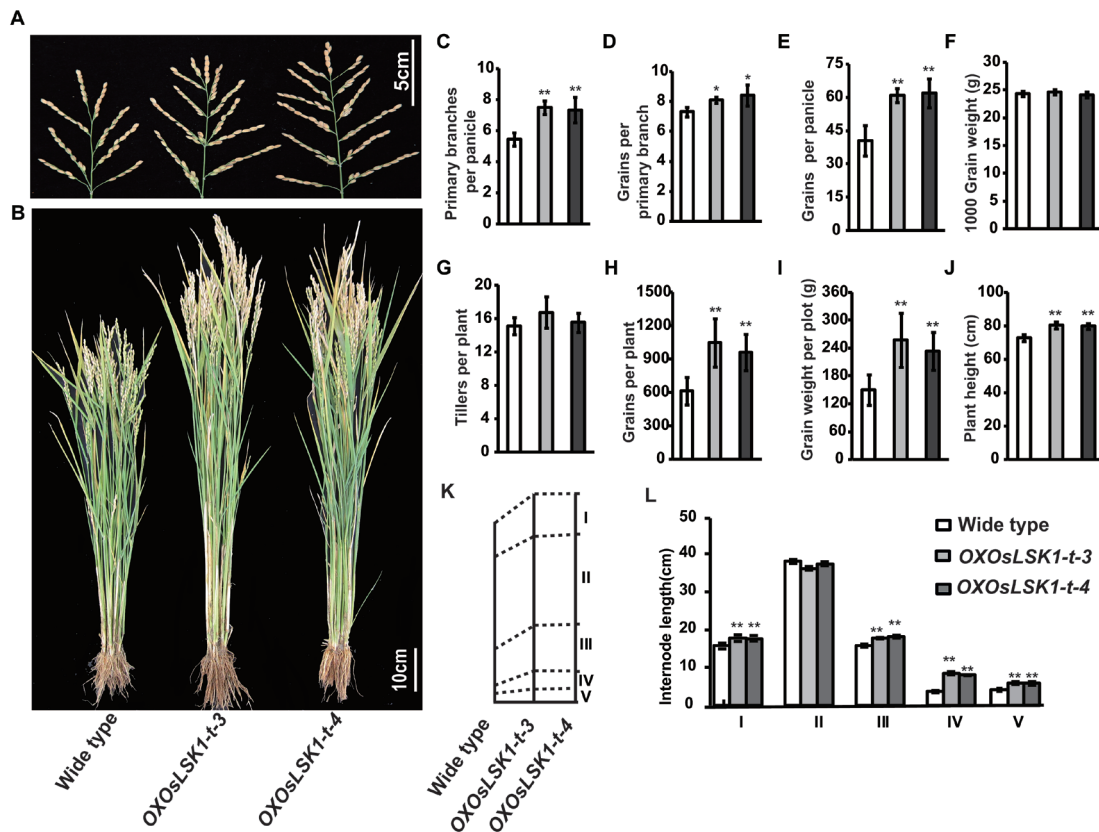 A
5cm
B
10cm
Wide type
OXOsLSK1-t-3
OXOsLSK1-t-4
C
Primary branches
per panicle
10
8
6
4
2
0
** **
D
Grains per
primary branch
10
8
6
4
2
0
* *
E
Grains per panicle
75
60
45
30
15
0
** **
F
1000 Grain weight (g)
30
25
20
15
10
5
0
G
Tillers per plant
20
16
12
8
4
0
H
Grains per plant
1500
1200
900
600
300
0
** **
I
Grain weight per plot (g)
360
300
240
180
120
60
0
** **
J
Plant height (cm)
100
80
60
40
20
0
** **
K
I
II
III
IV
V
Wide type
OXOsLSK1-t-3
OXOsLSK1-t-4
L
Internode length(cm)
50
40
30
20
10
0
** **
** **
** **
** **
I II III IV V
Wide type
OXOsLSK1-t-3
OXOsLSK1-t-4